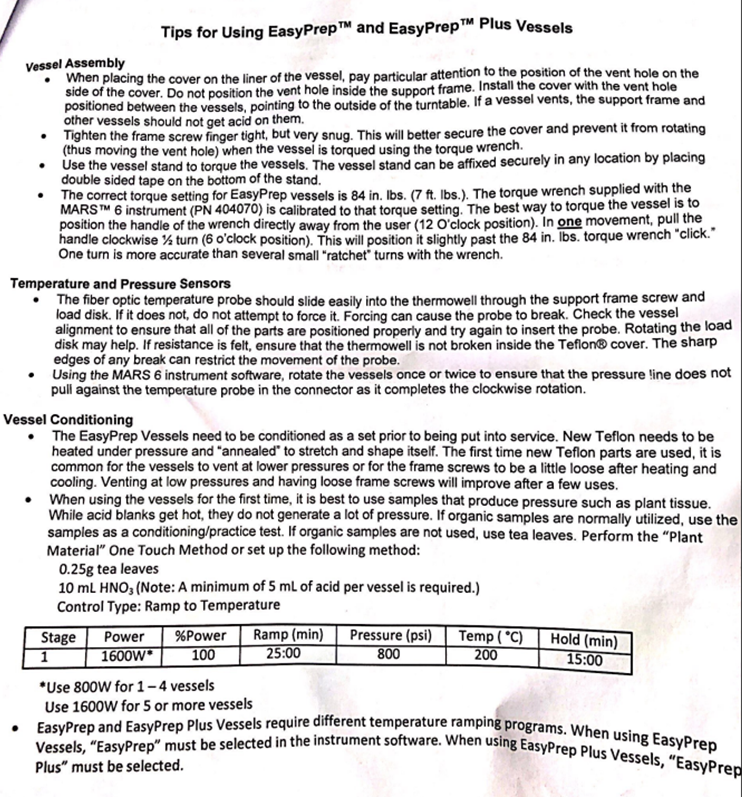 Tips for Using EasyPrep™ and EasyPrep™ Plus Vessels
Vessel Assembly
• When placing the cover on the liner of the vessel, pay particular attention to the position of the vent hole on the
side of the cover. Do not position the vent hole inside the support frame. Install the cover with the vent hole
positioned between the vessels, pointing to the outside of the turntable. If a vessel vents, the support frame and
other vessels should not get acid on them.
• Tighten the frame screw finger tight, but very snug. This will better secure the cover and prevent it from rotating
(thus moving the vent hole) when the vessel is torqued using the torque wrench.
• Use the vessel stand to torque the vessels. The vessel stand can be affixed securely in any location by placing
double sided tape on the bottom of the stand.
• The correct torque setting for EasyPrep vessels is 84 in. lbs. (7 ft. lbs.). The torque wrench supplied with the
MARS™ 6 instrument (PN 404070) is calibrated to that torque setting. The best way to torque the vessel is to
position the handle of the wrench directly away from the user (12 O'clock position). In one movement, pull the
handle clockwise ½ turn (6 o'clock position). This will position it slightly past the 84 in. lbs. torque wrench "click."
One turn is more accurate than several small "ratchet" turns with the wrench.
Temperature and Pressure Sensors
• The fiber optic temperature probe should slide easily into the thermowell through the support frame screw and
load disk. If it does not, do not attempt to force it. Forcing can cause the probe to break. Check the vessel
alignment to ensure that all of the parts are positioned properly and try again to insert the probe. Rotating the load
disk may help. If resistance is felt, ensure that the thermowell is not broken inside the Teflon® cover. The sharp
edges of any break can restrict the movement of the probe.
• Using the MARS 6 instrument software, rotate the vessels once or twice to ensure that the pressure line does not
pull against the temperature probe in the connector as it completes the clockwise rotation.
Vessel Conditioning
• The EasyPrep Vessels need to be conditioned as a set prior to being put into service. New Teflon needs to be
heated under pressure and "annealed" to stretch and shape itself. The first time new Teflon parts are used, it is
common for the vessels to vent at lower pressures or for the frame screws to be a little loose after heating and
cooling. Venting at low pressures and having loose frame screws will improve after a few uses.
• When using the vessels for the first time, it is best to use samples that produce pressure such as plant tissue.
While acid blanks get hot, they do not generate a lot of pressure. If organic samples are normally utilized, use the
samples as a conditioning/practice test. If organic samples are not used, use tea leaves. Perform the "Plant
Material" One Touch Method or set up the following method:
0.25g tea leaves
10 mL HNO₃ (Note: A minimum of 5 mL of acid per vessel is required.)
Control Type: Ramp to Temperature
Stage Power %Power Ramp (min) Pressure (psi) Temp ( °C) Hold (min)
1 1600W* 100 25:00 800 200 15:00
*Use 800W for 1 – 4 vessels
Use 1600W for 5 or more vessels
• EasyPrep and EasyPrep Plus Vessels require different temperature ramping programs. When using EasyPrep
Vessels, "EasyPrep" must be selected in the instrument software. When using EasyPrep Plus Vessels, "EasyPrep
Plus" must be selected.